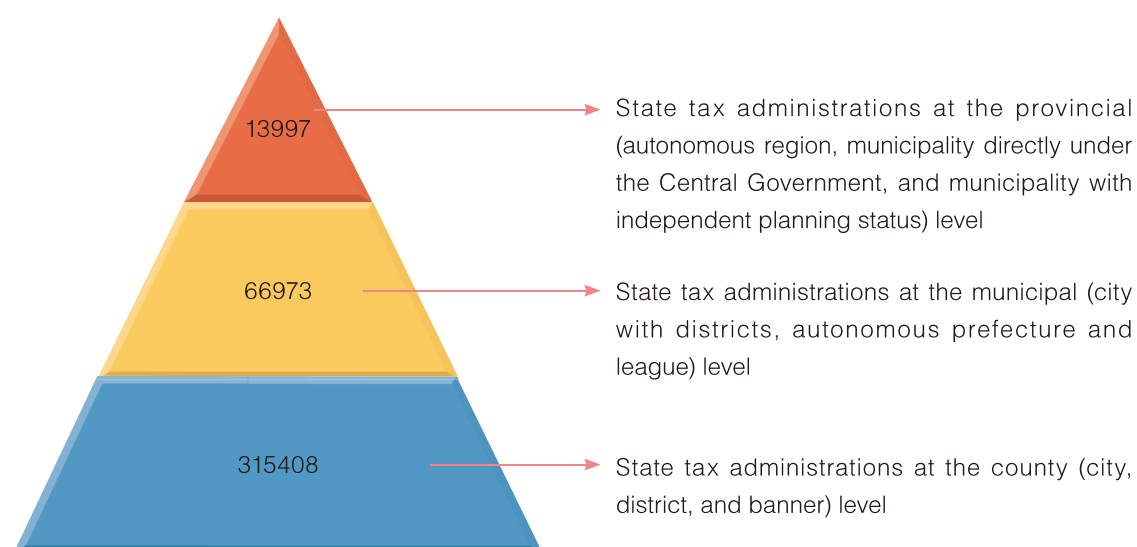 13997
State tax administrations at the provincial
(autonomous region, municipality directly under
the Central Government, and municipality with
independent planning status) level
66973
State tax administrations at the municipal (city
with districts, autonomous prefecture and
league) level
315408
State tax administrations at the county (city,
district, and banner) level